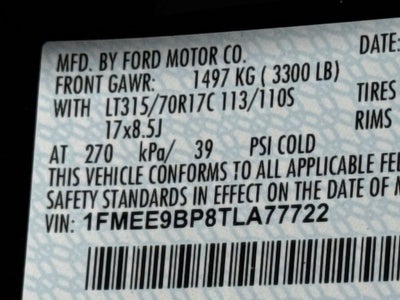 MFD. BY FORD MOTOR CO.
DATE:
FRONT GAWR: 1497 KG ( 3300 LB)
WITH LT315/70R17C 113/110S TIRES
17x8.5J RIMS
AT 270 kPa/ 39 PSI COLD
THIS VEHICLE CONFORMS TO ALL APPLICABLE FE
SAFETY STANDARDS IN EFFECT ON THE DATE OF M
VIN: 1FMEE9BP8TLA77722